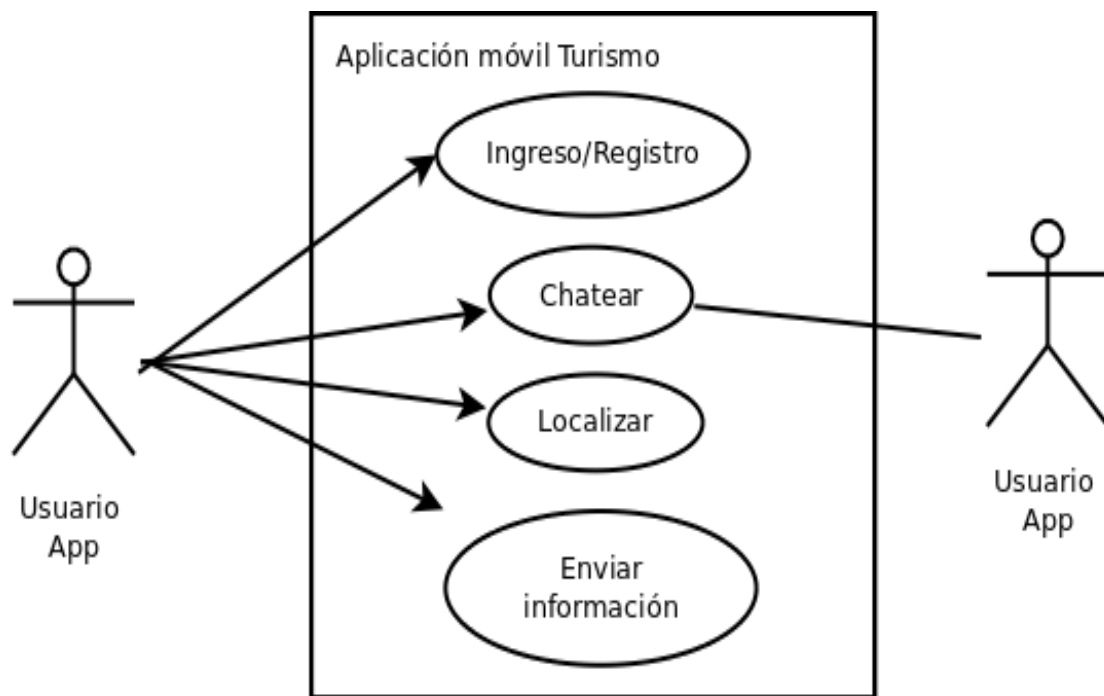 Aplicación móvil Turismo
Ingreso/Registro
Chatear
Localizar
Enviar
información
Usuario
App
Usuario
App